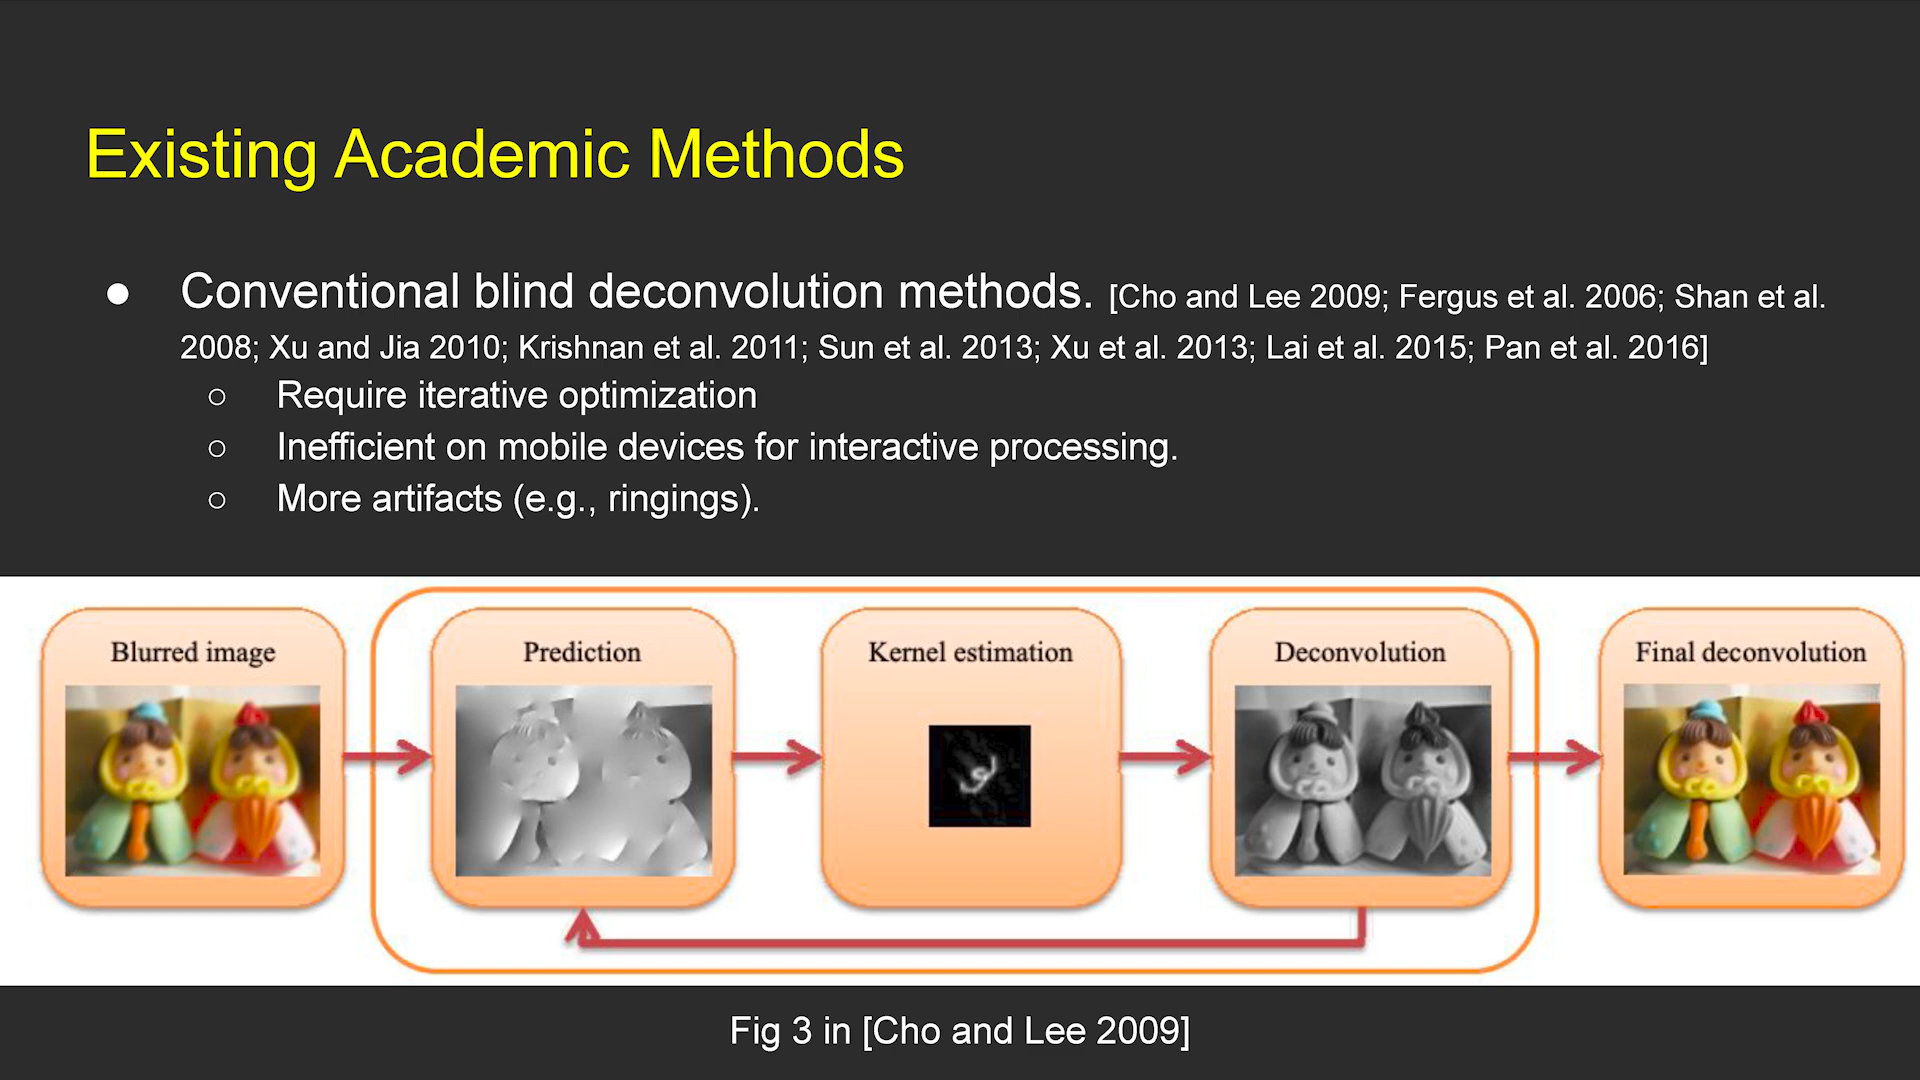 Existing Academic Methods
● Conventional blind deconvolution methods. [Cho and Lee 2009; Fergus et al. 2006; Shan et al.
2008; Xu and Jia 2010; Krishnan et al. 2011; Sun et al. 2013; Xu et al. 2013; Lai et al. 2015; Pan et al. 2016]
○ Require iterative optimization
○ Inefficient on mobile devices for interactive processing.
○ More artifacts (e.g., ringings).
Blurred image
Prediction
Kernel estimation
Deconvolution
Final deconvolution
Fig 3 in [Cho and Lee 2009]